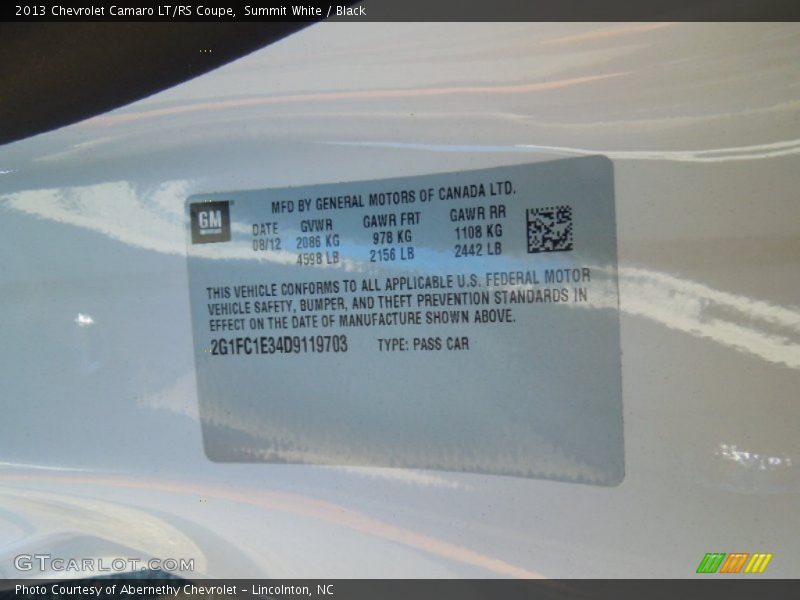 2013 Chevrolet Camaro LT/RS Coupe, Summit White / Black
GM
MFD BY GENERAL MOTORS OF CANADA LTD.
DATE GVWR GAWR FRT GAWR RR
08/12 2086 KG 978 KG 1108 KG
4598 LB 2156 LB 2442 LB
THIS VEHICLE CONFORMS TO ALL APPLICABLE U.S. FEDERAL MOTOR
VEHICLE SAFETY, BUMPER, AND THEFT PREVENTION STANDARDS IN
EFFECT ON THE DATE OF MANUFACTURE SHOWN ABOVE.
2G1FC1E34D9119703 TYPE: PASS CAR
GTcarlot.com
Photo Courtesy of Abernethy Chevrolet - Lincolnton, NC